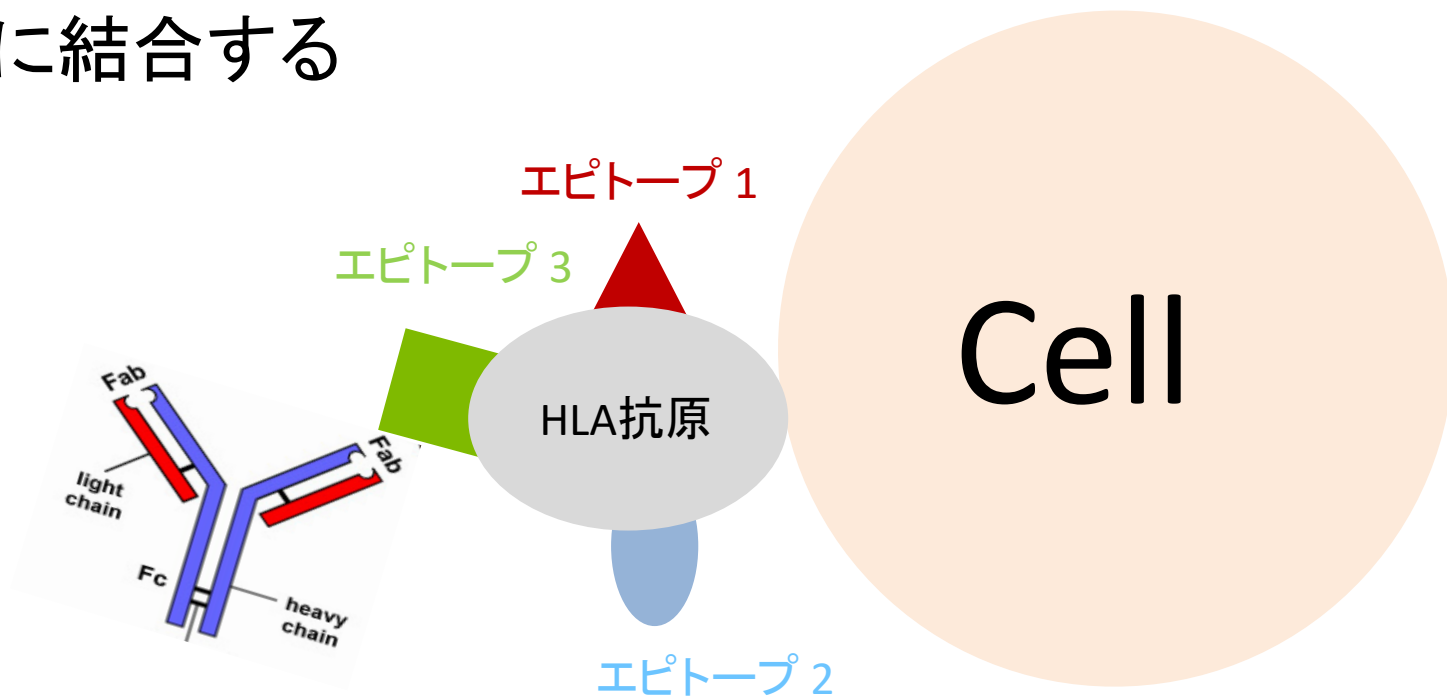 に結合する
エピトープ 1
エピトープ 3
Cell
HLA抗原
Fab
Fab
light
chain
Fc
heavy
chain
エピトープ 2